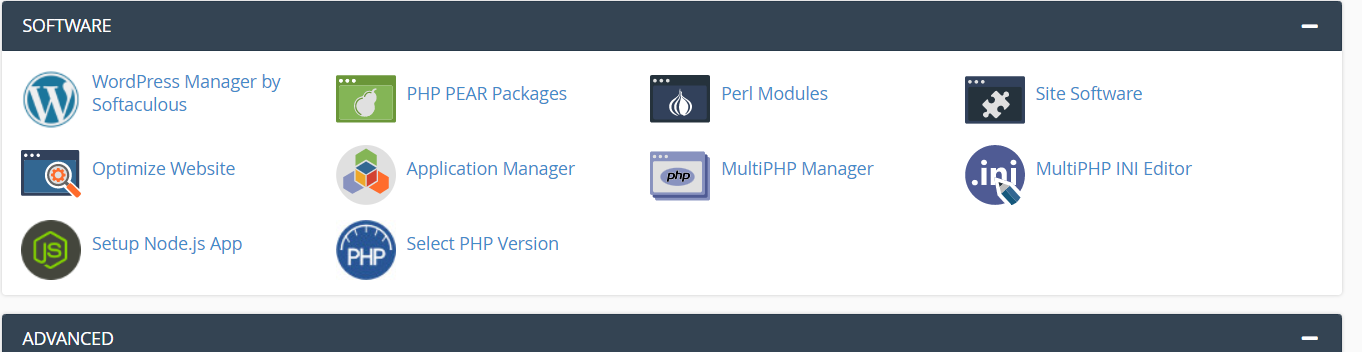 SOFTWARE
WordPress Manager by
Softaculous
PHP PEAR Packages
Perl Modules
Site Software
Optimize Website
Application Manager
php
MultiPHP Manager
.ini
MultiPHP INI Editor
JS
Setup Node.js App
PHP
Select PHP Version
ADVANCED